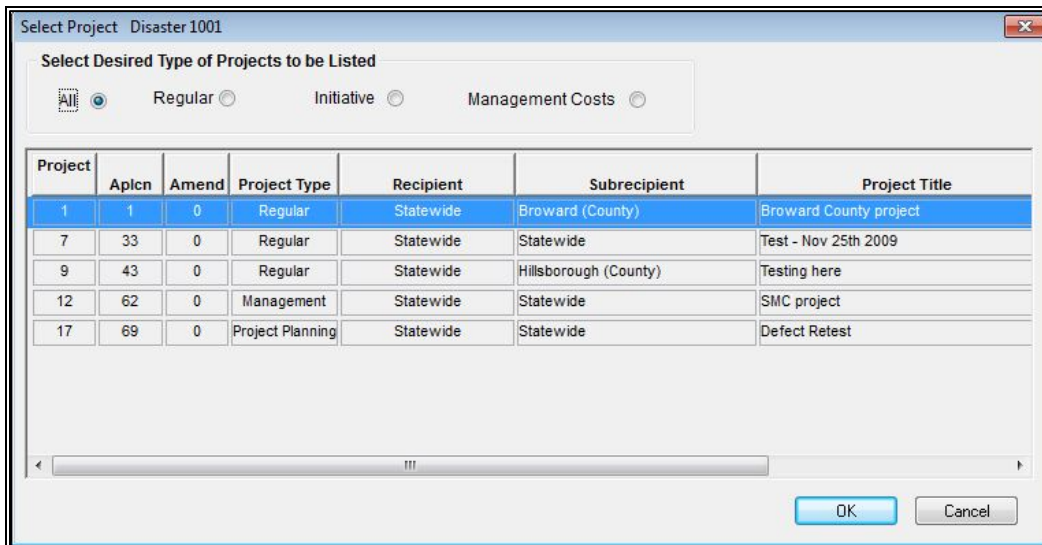 Select Project Disaster 1001
Select Desired Type of Projects to be Listed
All Regular Initiative Management Costs
Project Aplcn Amend Project Type Recipient Subrecipient Project Title
1 1 0 Regular Statewide Broward (County) Broward County project
7 33 0 Regular Statewide Statewide Test - Nov 25th 2009
9 43 0 Regular Statewide Hillsborough (County) Testing here
12 62 0 Management Statewide Statewide SMC project
17 69 0 Project Planning Statewide Statewide Defect Retest
OK Cancel